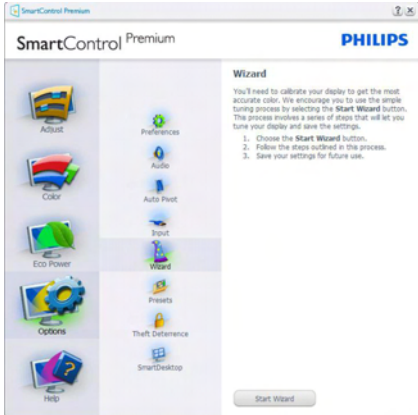 SmartControl Premium
SmartControl Premium
PHILIPS
Adjust
Color
Eco Power
Options
Help
Preferences
Audio
Auto Pivot
Input
Wizard
Presets
Theft Deterrence
SmartDesktop
Wizard
You'll need to calibrate your display to get the most
accurate color. We encourage you to use the simple
tuning process by selecting the Start Wizard button.
This process involves a series of steps that will let you
tune your display and save the settings.
1. Choose the Start Wizard button.
2. Follow the steps outlined in this process.
3. Save your settings for future use.
Start Wizard